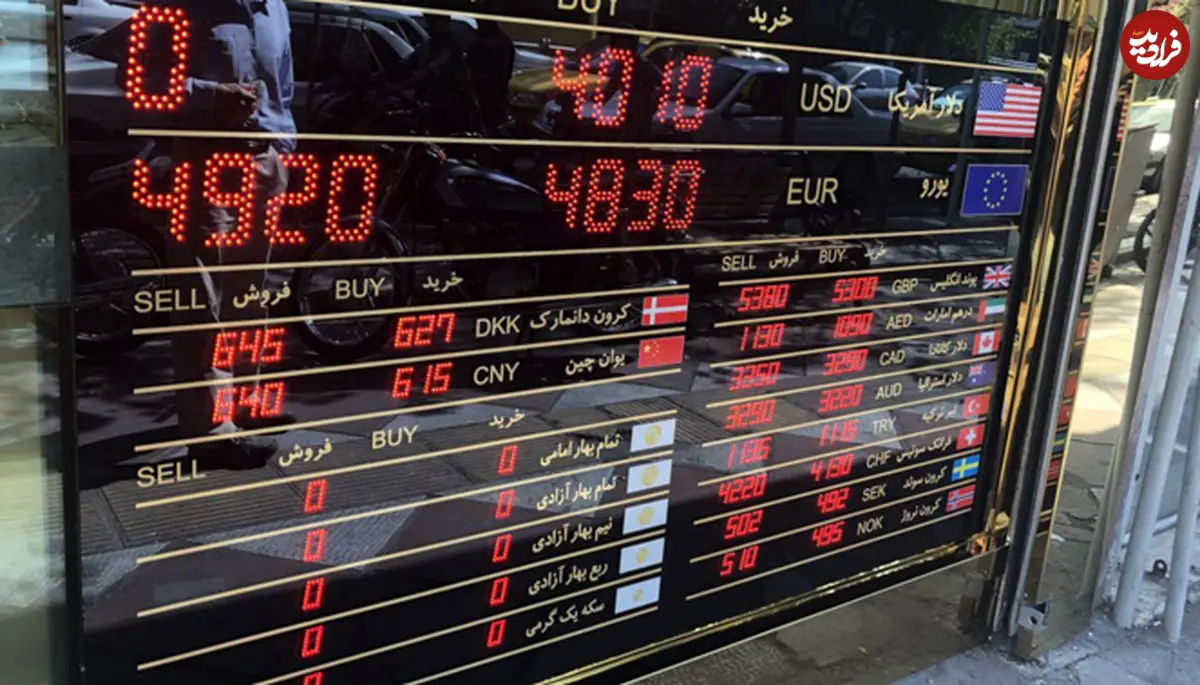 BUY خرید
0 4010 USD دلار آمریکا
4920 4830 EUR یورو
SELL فروش BUY خرید
645 627 DKK کرون دانمارک
640 615 CNY یوان چین
SELL فروش BUY خرید
0 0 تمام بهار امامی
0 0 تمام بهار آزادی
0 0 نیم بهار آزادی
0 0 ربع بهار آزادی
0 سکه یک گرمی
SELL فروش BUY خرید
5380 5300 GBP پوند انگلیس
1130 1090 AED درهم امارات
3350 3290 CAD دلار کانادا
3290 3220 AUD دلار استرالیا
1135 1115 TRY لیر ترکیه
4220 4130 CHF فرانک سوئیس
502 492 SEK کرون سوئد
510 495 NOK کرون نروژ
فرادید